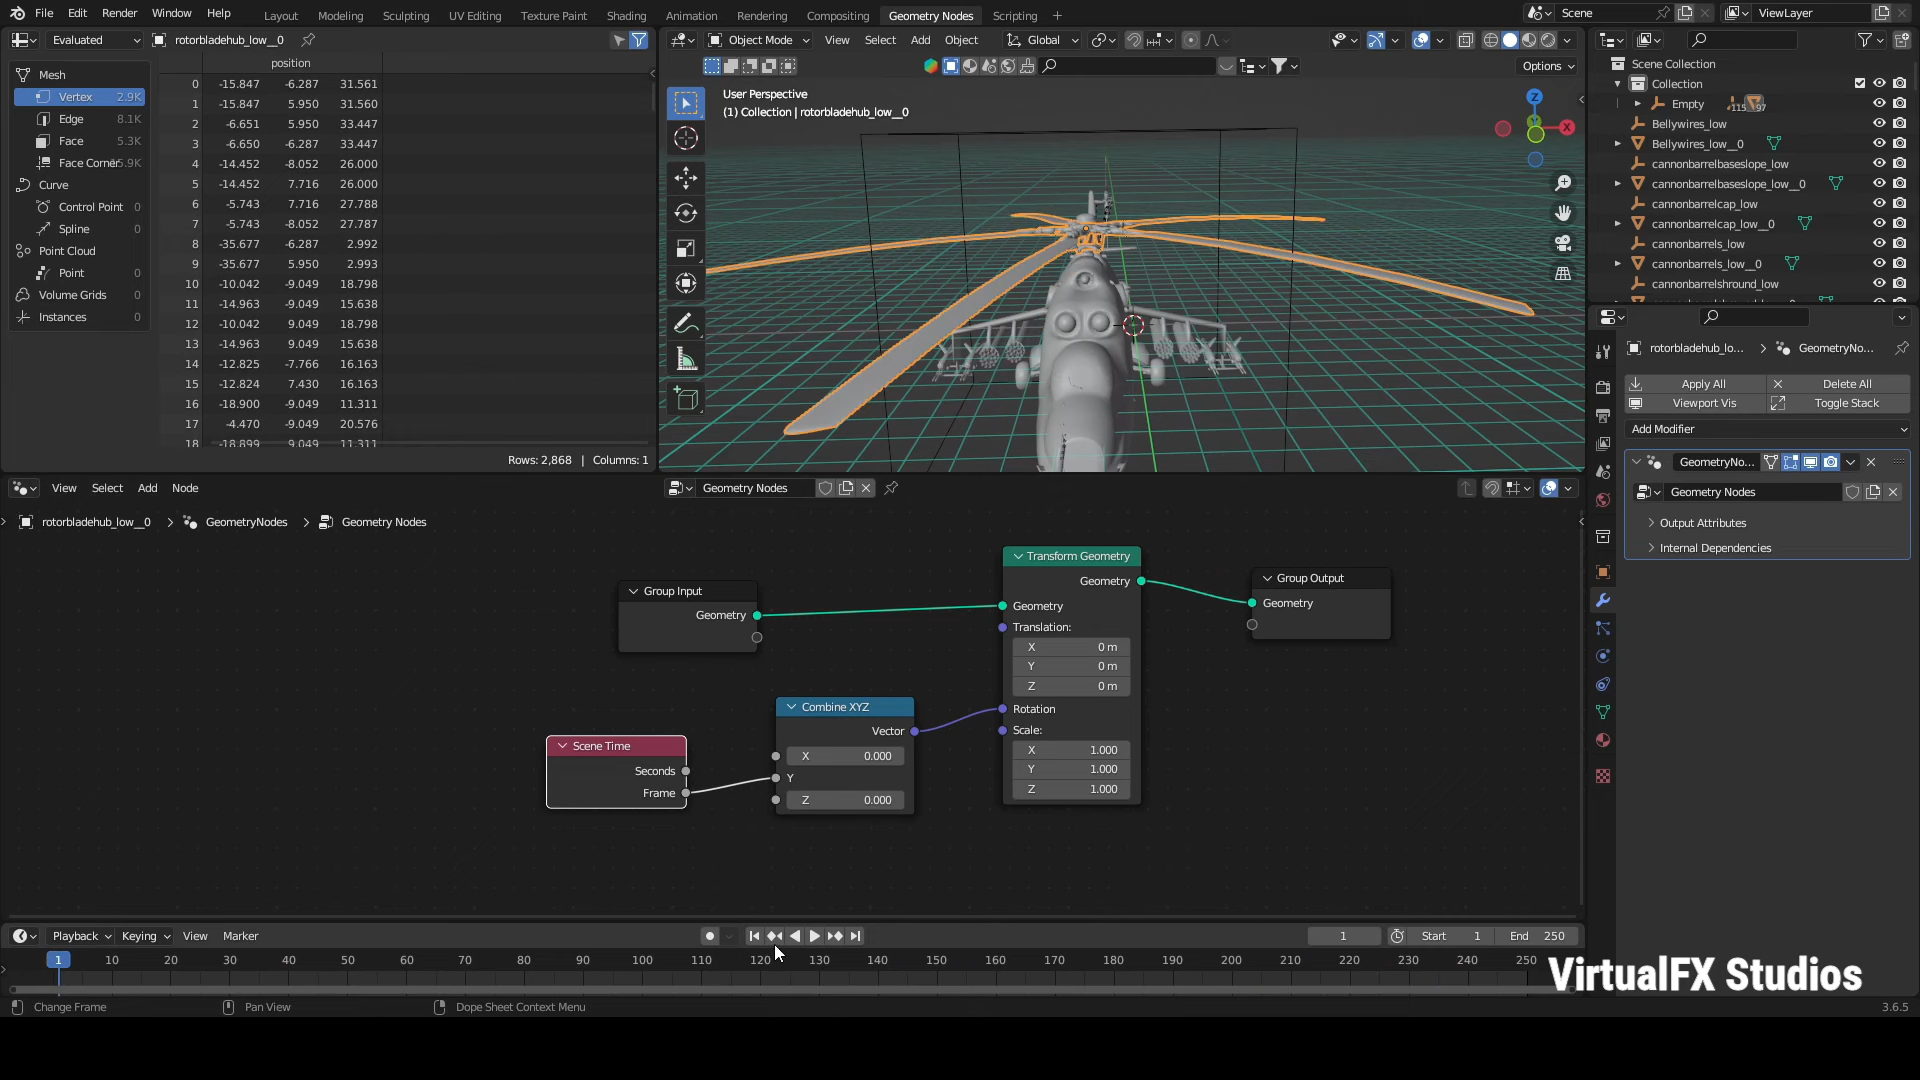 File Edit Render Window Help Layout Modeling Sculpting UV Editing Texture Paint Shading Animation Rendering Compositing Geometry Nodes Scripting + Scene ViewLayer
Evaluated rotorbladehub_low__0
position
Mesh
Vertex 2.9K
Edge 8.1K
Face 5.3K
Face Corner 5.9K
Curve
Control Point 0
Spline 0
Point Cloud
Point 0
Volume Grids 0
Instances 0
0 -15.847 -6.287 31.561
1 -15.847 5.950 31.560
2 -6.651 5.950 33.447
3 -6.650 -6.287 33.447
4 -14.452 -8.052 26.000
5 -14.452 7.716 26.000
6 -5.743 7.716 27.788
7 -5.743 -8.052 27.787
8 -35.677 -6.287 2.992
9 -35.677 5.950 2.993
10 -10.042 -9.049 18.798
11 -14.963 -9.049 15.638
12 -10.042 9.049 18.798
13 -14.963 9.049 15.638
14 -12.825 -7.766 16.163
15 -12.824 7.430 16.163
16 -18.900 -9.049 11.311
17 -4.470 -9.049 20.576
18 -18.899 9.049 11.311
Rows: 2,868 | Columns: 1
Object Mode View Select Add Object Global
Options
User Perspective
(1) Collection | rotorbladehub_low__0
Z
X
Y
Scene Collection
Collection
Empty 115 97
Bellywires_low
Bellywires_low__0
cannonbarrelbaseslope_low
cannonbarrelbaseslope_low__0
cannonbarrelcap_low
cannonbarrelcap_low__0
cannonbarrels_low
cannonbarrels_low__0
cannonbarrelshround_low
rotorbladehub_lo... > GeometryNo...
Apply All Delete All
Viewport Vis Toggle Stack
Add Modifier
GeometryNo...
Geometry Nodes
Output Attributes
Internal Dependencies
View Select Add Node Geometry Nodes
rotorbladehub_low__0 > GeometryNodes > Geometry Nodes
Group Input
Geometry
Scene Time
Seconds
Frame
Combine XYZ
Vector
X 0.000
Y
Z 0.000
Transform Geometry
Geometry
Geometry
Translation:
X 0 m
Y 0 m
Z 0 m
Rotation
Scale:
X 1.000
Y 1.000
Z 1.000
Group Output
Geometry
Playback Keying View Marker 1 Start 1 End 250
1 10 20 30 40 50 60 70 80 90 100 110 120 130 140 150 160 170 180 190 200 210 220 230 240 250
VirtualFX Studios
Change Frame Pan View Dope Sheet Context Menu 3.6.5